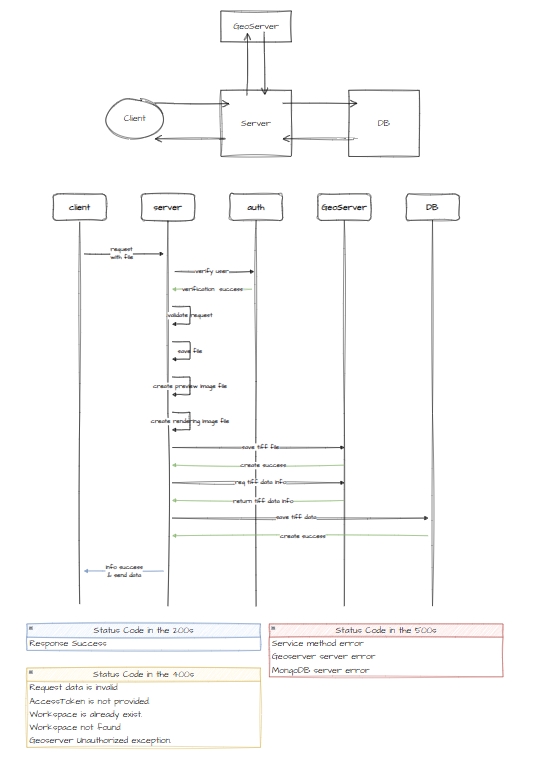 GeoServer
Client
Server
DB
client
server
auth
GeoServer
DB
request
with file
verify user
verification success
validate request
save file
create preview image file
create rendering image file
save tiff file
create success
req tiff data info
return tiff data info
save tiff data
create success
info success
& send data
Status Code in the 200s
Response Success
Status Code in the 500s
Service method error
Geoserver server error
MongoDB server error
Status Code in the 400s
Request data is invalid
AccessToken is not provided.
Workspace is already exist.
Workspace not found
Geoserver Unauthorized exception.